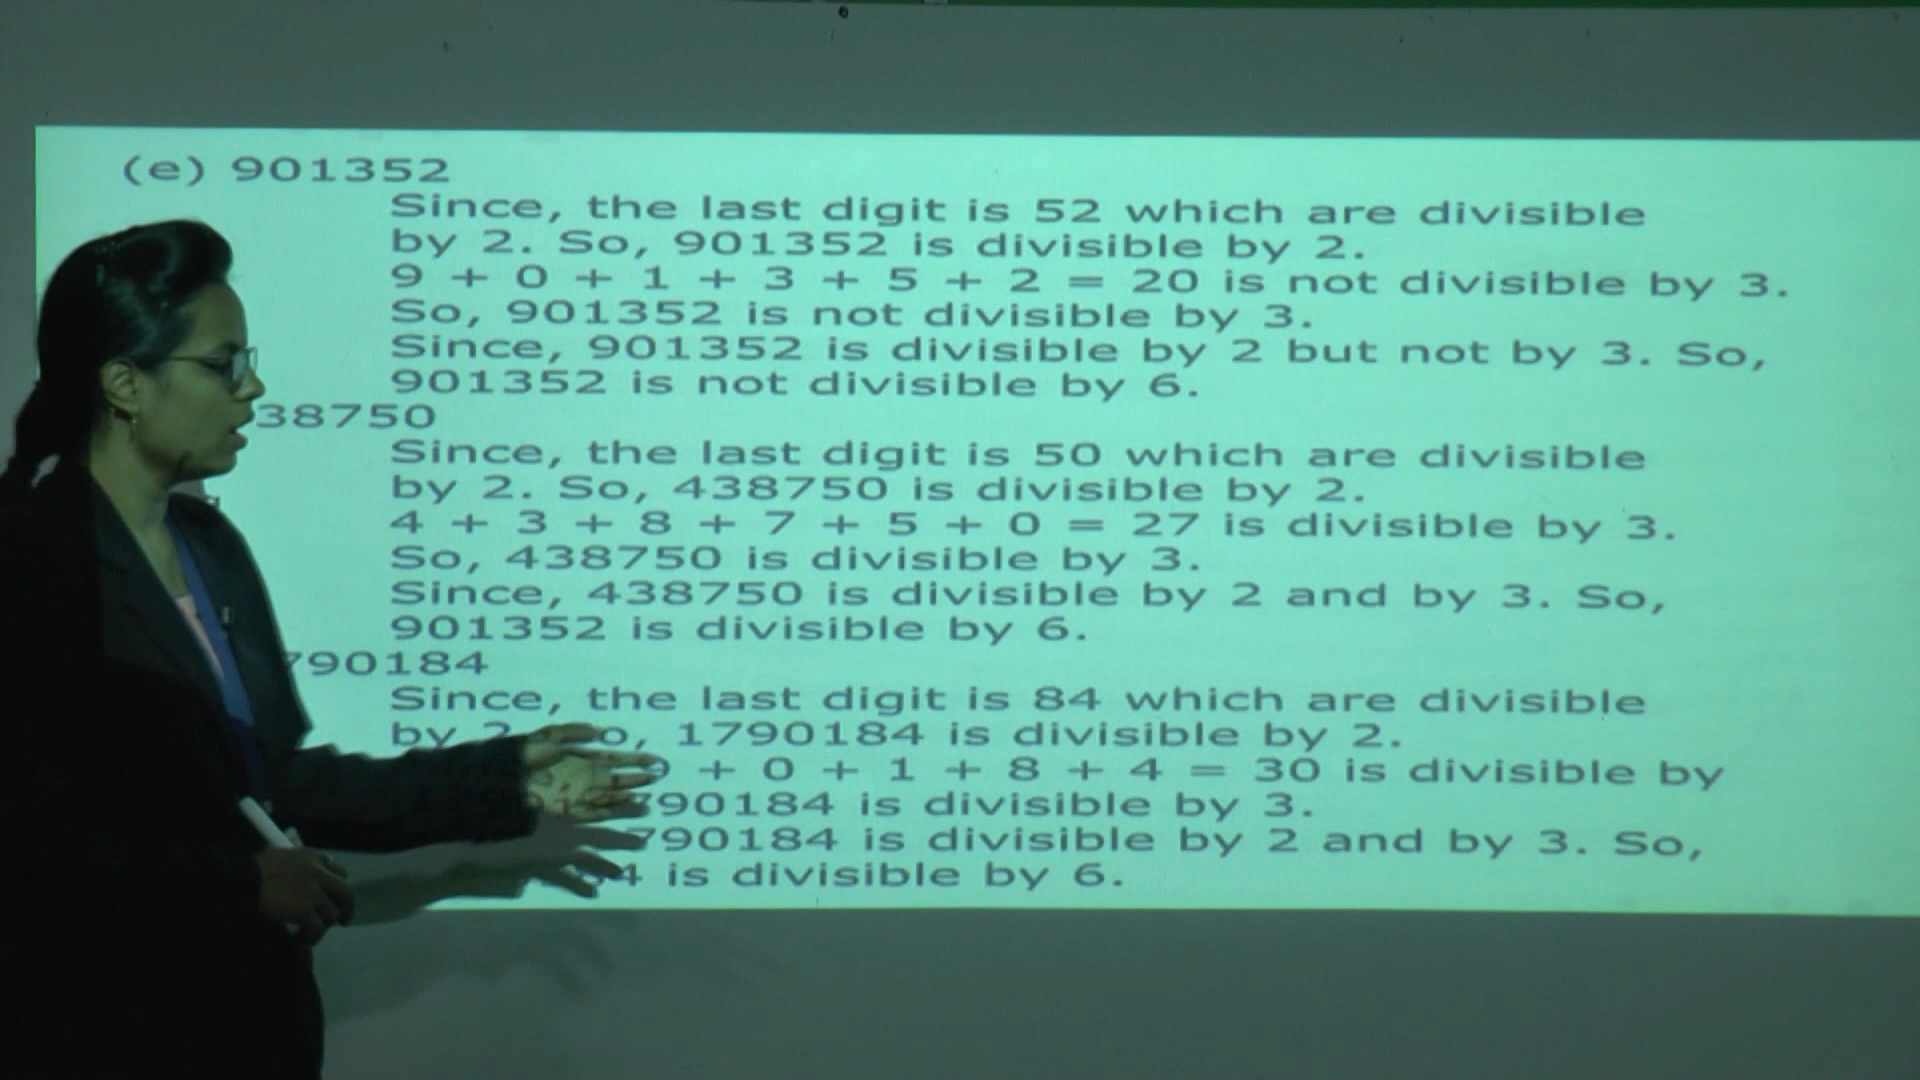 (e) 901352
Since, the last digit is 52 which are divisible
by 2. So, 901352 is divisible by 2.
9 + 0 + 1 + 3 + 5 + 2 = 20 is not divisible by 3.
So, 901352 is not divisible by 3.
Since, 901352 is divisible by 2 but not by 3. So,
901352 is not divisible by 6.
38750
Since, the last digit is 50 which are divisible
by 2. So, 438750 is divisible by 2.
4 + 3 + 8 + 7 + 5 + 0 = 27 is divisible by 3.
So, 438750 is divisible by 3.
Since, 438750 is divisible by 2 and by 3. So,
901352 is divisible by 6.
790184
Since, the last digit is 84 which are divisible
by 2 o, 1790184 is divisible by 2.
9 + 0 + 1 + 8 + 4 = 30 is divisible by
790184 is divisible by 3.
790184 is divisible by 2 and by 3. So,
4 is divisible by 6.